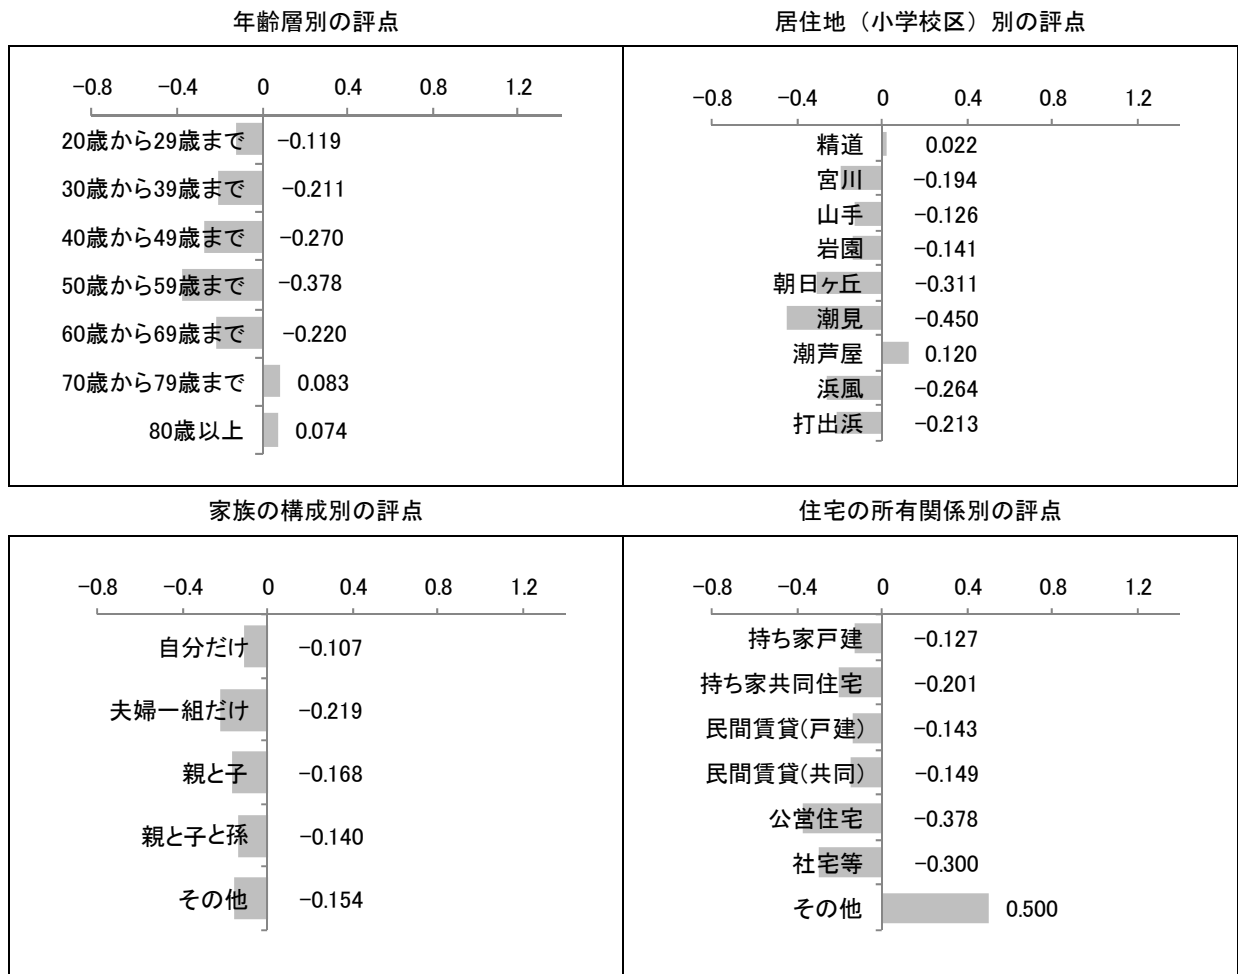 年齢層別の評点
-0.8 -0.4 0 0.4 0.8 1.2
20歳から29歳まで -0.119
30歳から39歳まで -0.211
40歳から49歳まで -0.270
50歳から59歳まで -0.378
60歳から69歳まで -0.220
70歳から79歳まで 0.083
80歳以上 0.074
居住地（小学校区）別の評点
-0.8 -0.4 0 0.4 0.8 1.2
精道 0.022
宮川 -0.194
山手 -0.126
岩園 -0.141
朝日ヶ丘 -0.311
潮見 -0.450
潮芦屋 0.120
浜風 -0.264
打出浜 -0.213
家族の構成別の評点
-0.8 -0.4 0 0.4 0.8 1.2
自分だけ -0.107
夫婦一組だけ -0.219
親と子 -0.168
親と子と孫 -0.140
その他 -0.154
住宅の所有関係別の評点
-0.8 -0.4 0 0.4 0.8 1.2
持ち家戸建 -0.127
持ち家共同住宅 -0.201
民間賃貸(戸建) -0.143
民間賃貸(共同) -0.149
公営住宅 -0.378
社宅等 -0.300
その他 0.500